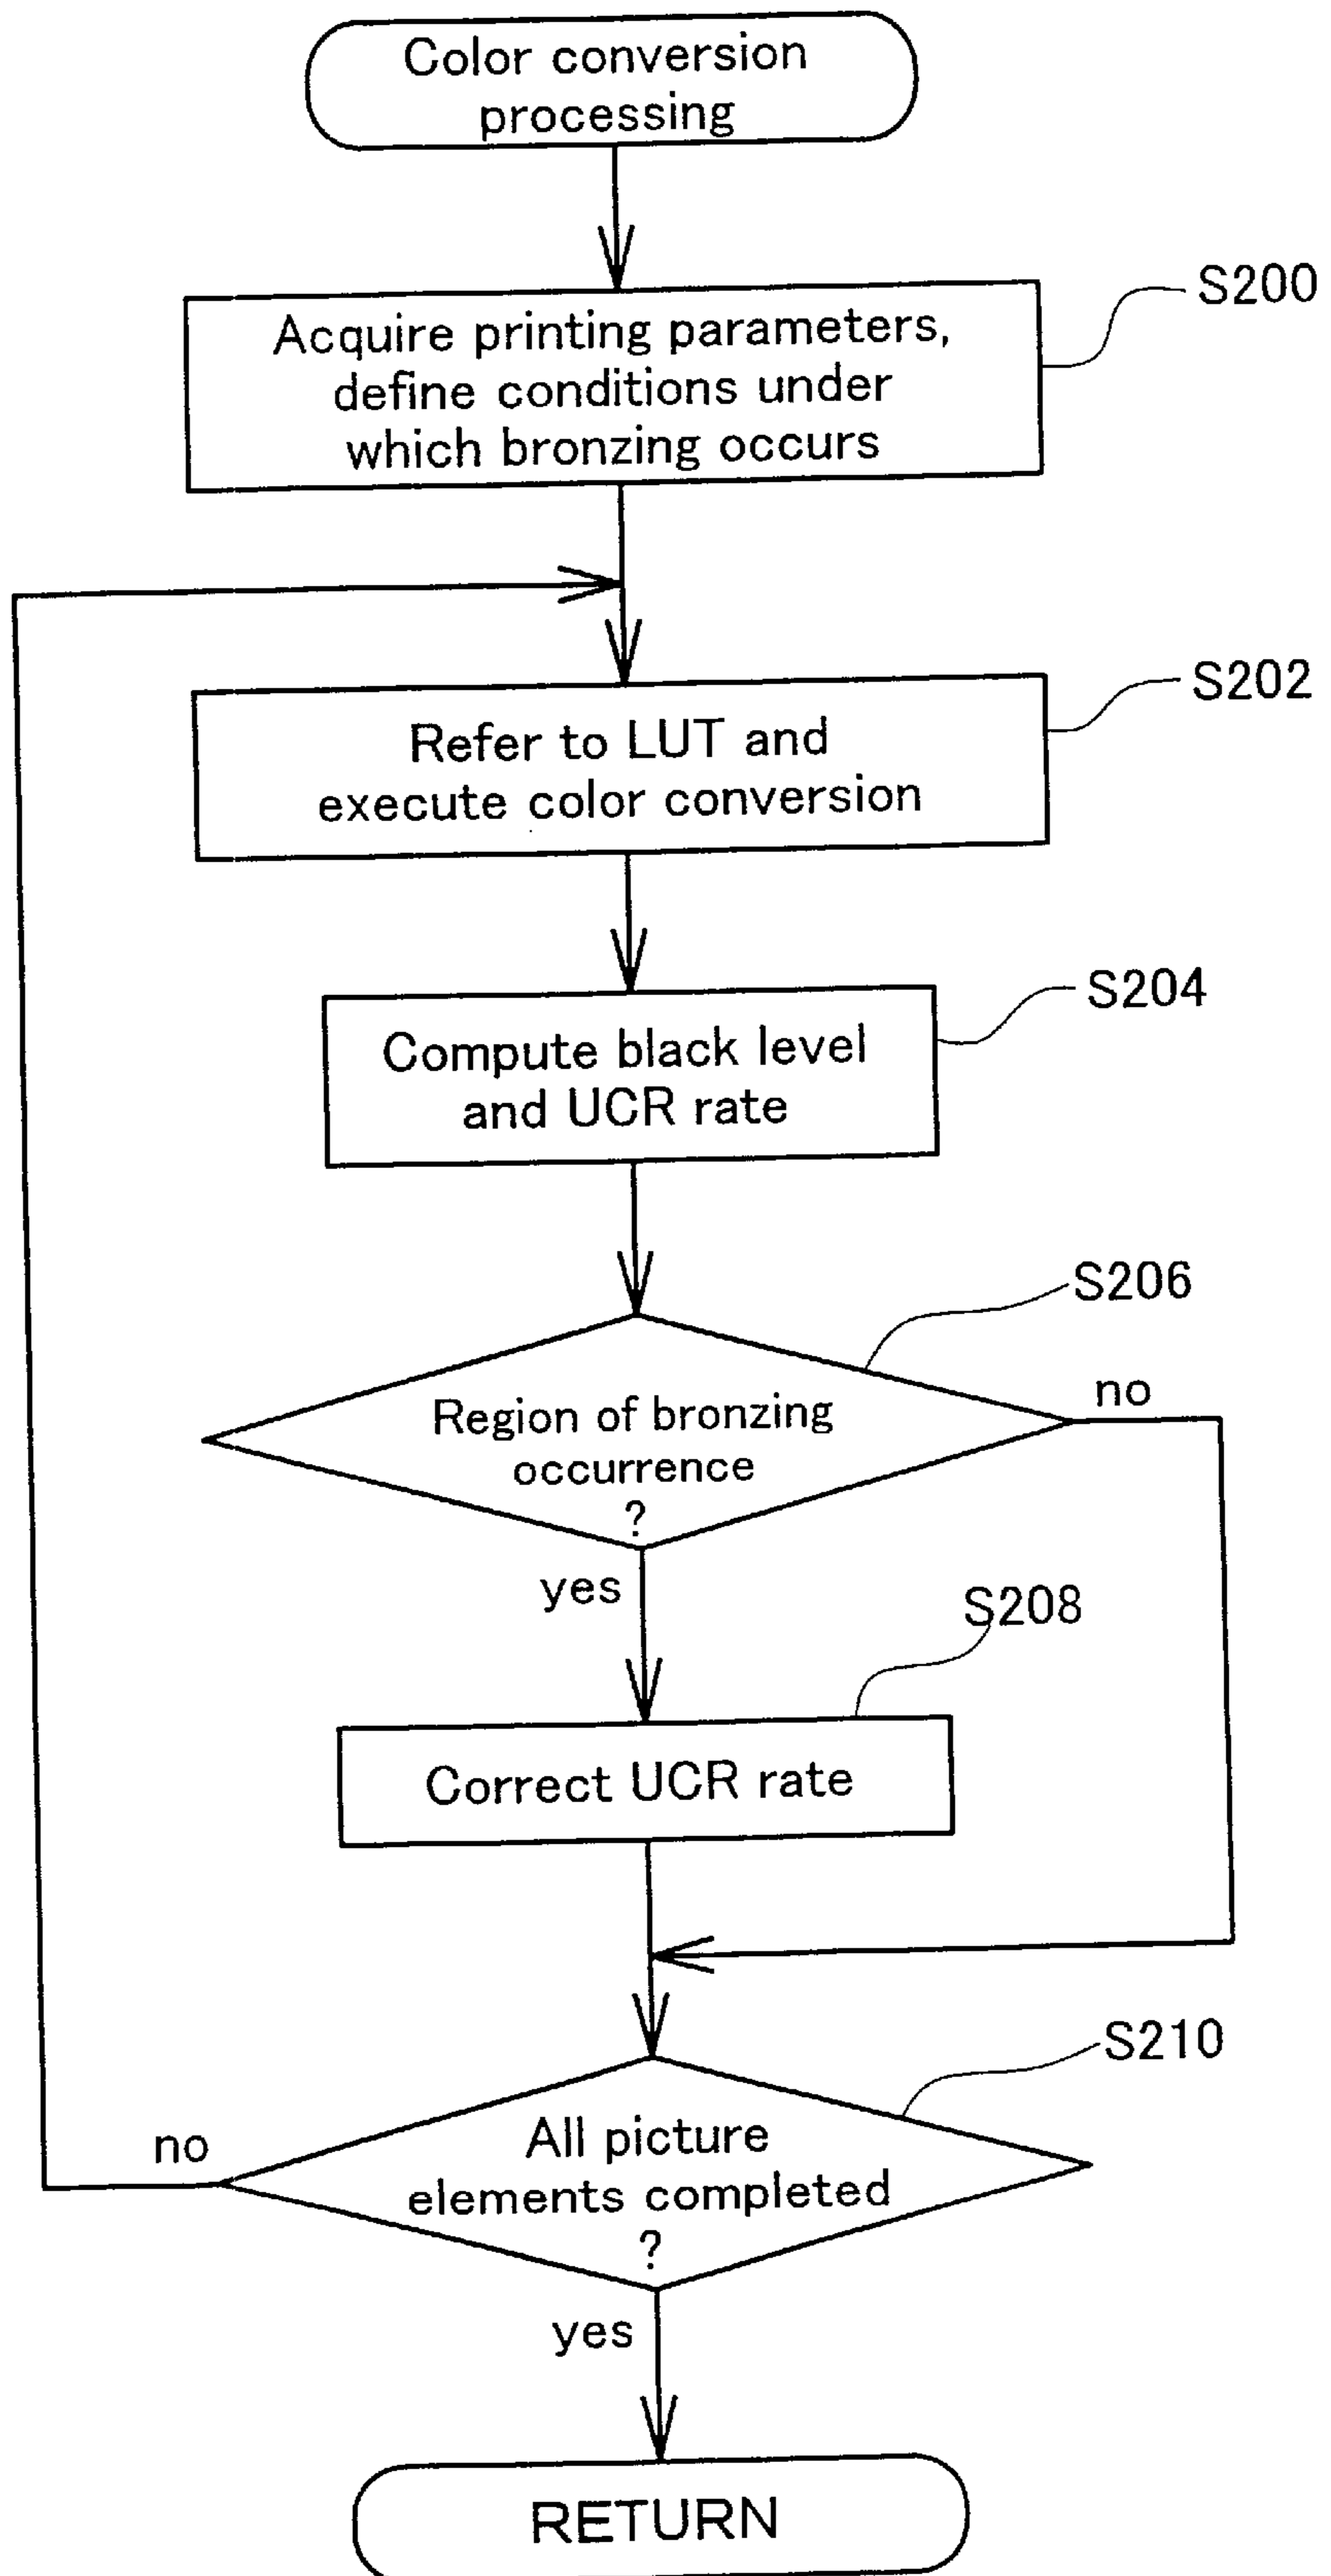 Color conversion
processing
S200
Acquire printing parameters,
define conditions under
which bronzing occurs
S202
Refer to LUT and
execute color conversion
S204
Compute black level
and UCR rate
S206
no
Region of bronzing
occurrence
?
yes
S208
Correct UCR rate
S210
no
All picture
elements completed
?
yes
RETURN